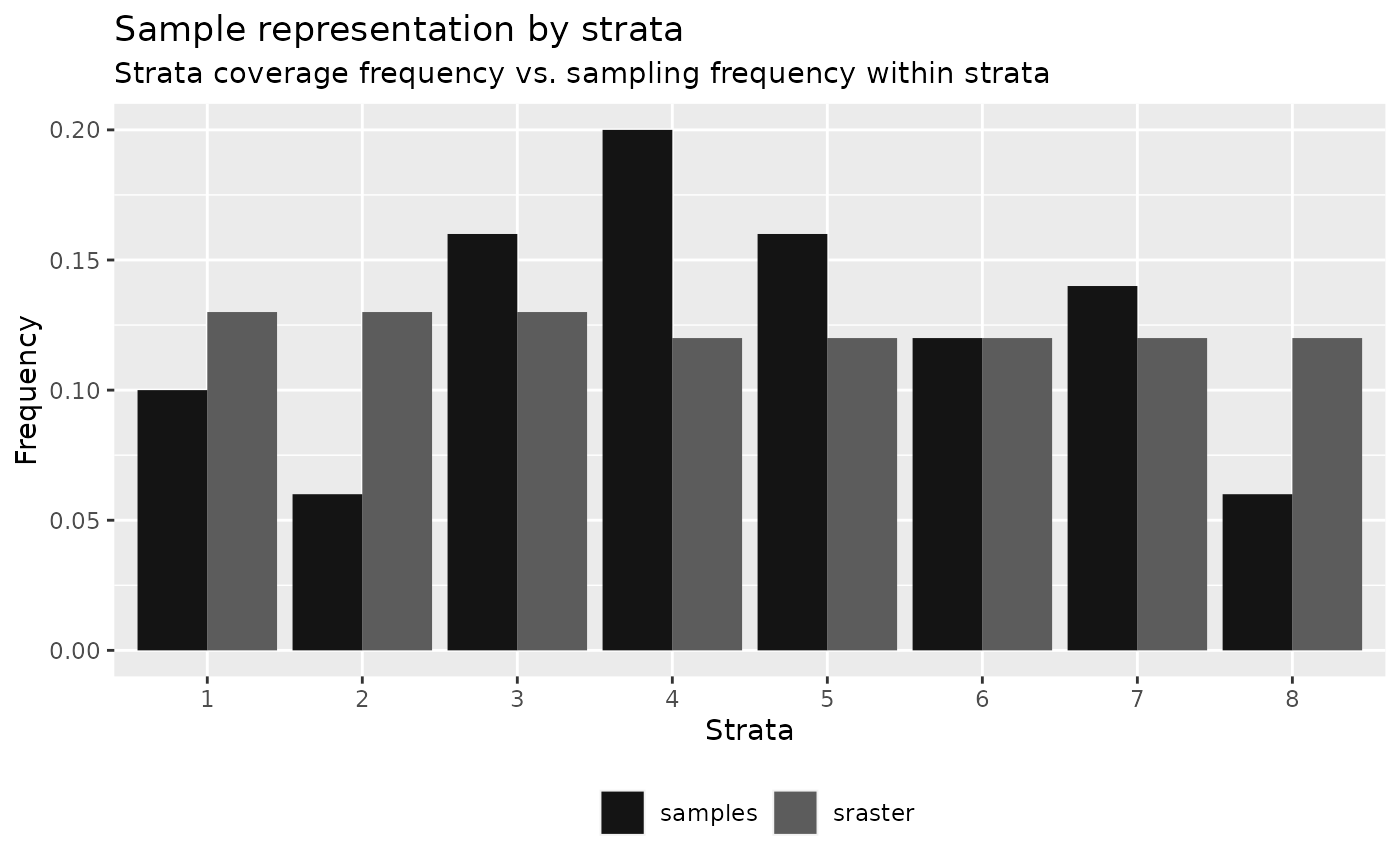 Sample representation by strata
Strata coverage frequency vs. sampling frequency within strata
0.20
0.15
0.10
0.05
0.00
Frequency
1 2 3 4 5 6 7 8
Strata
samples sraster